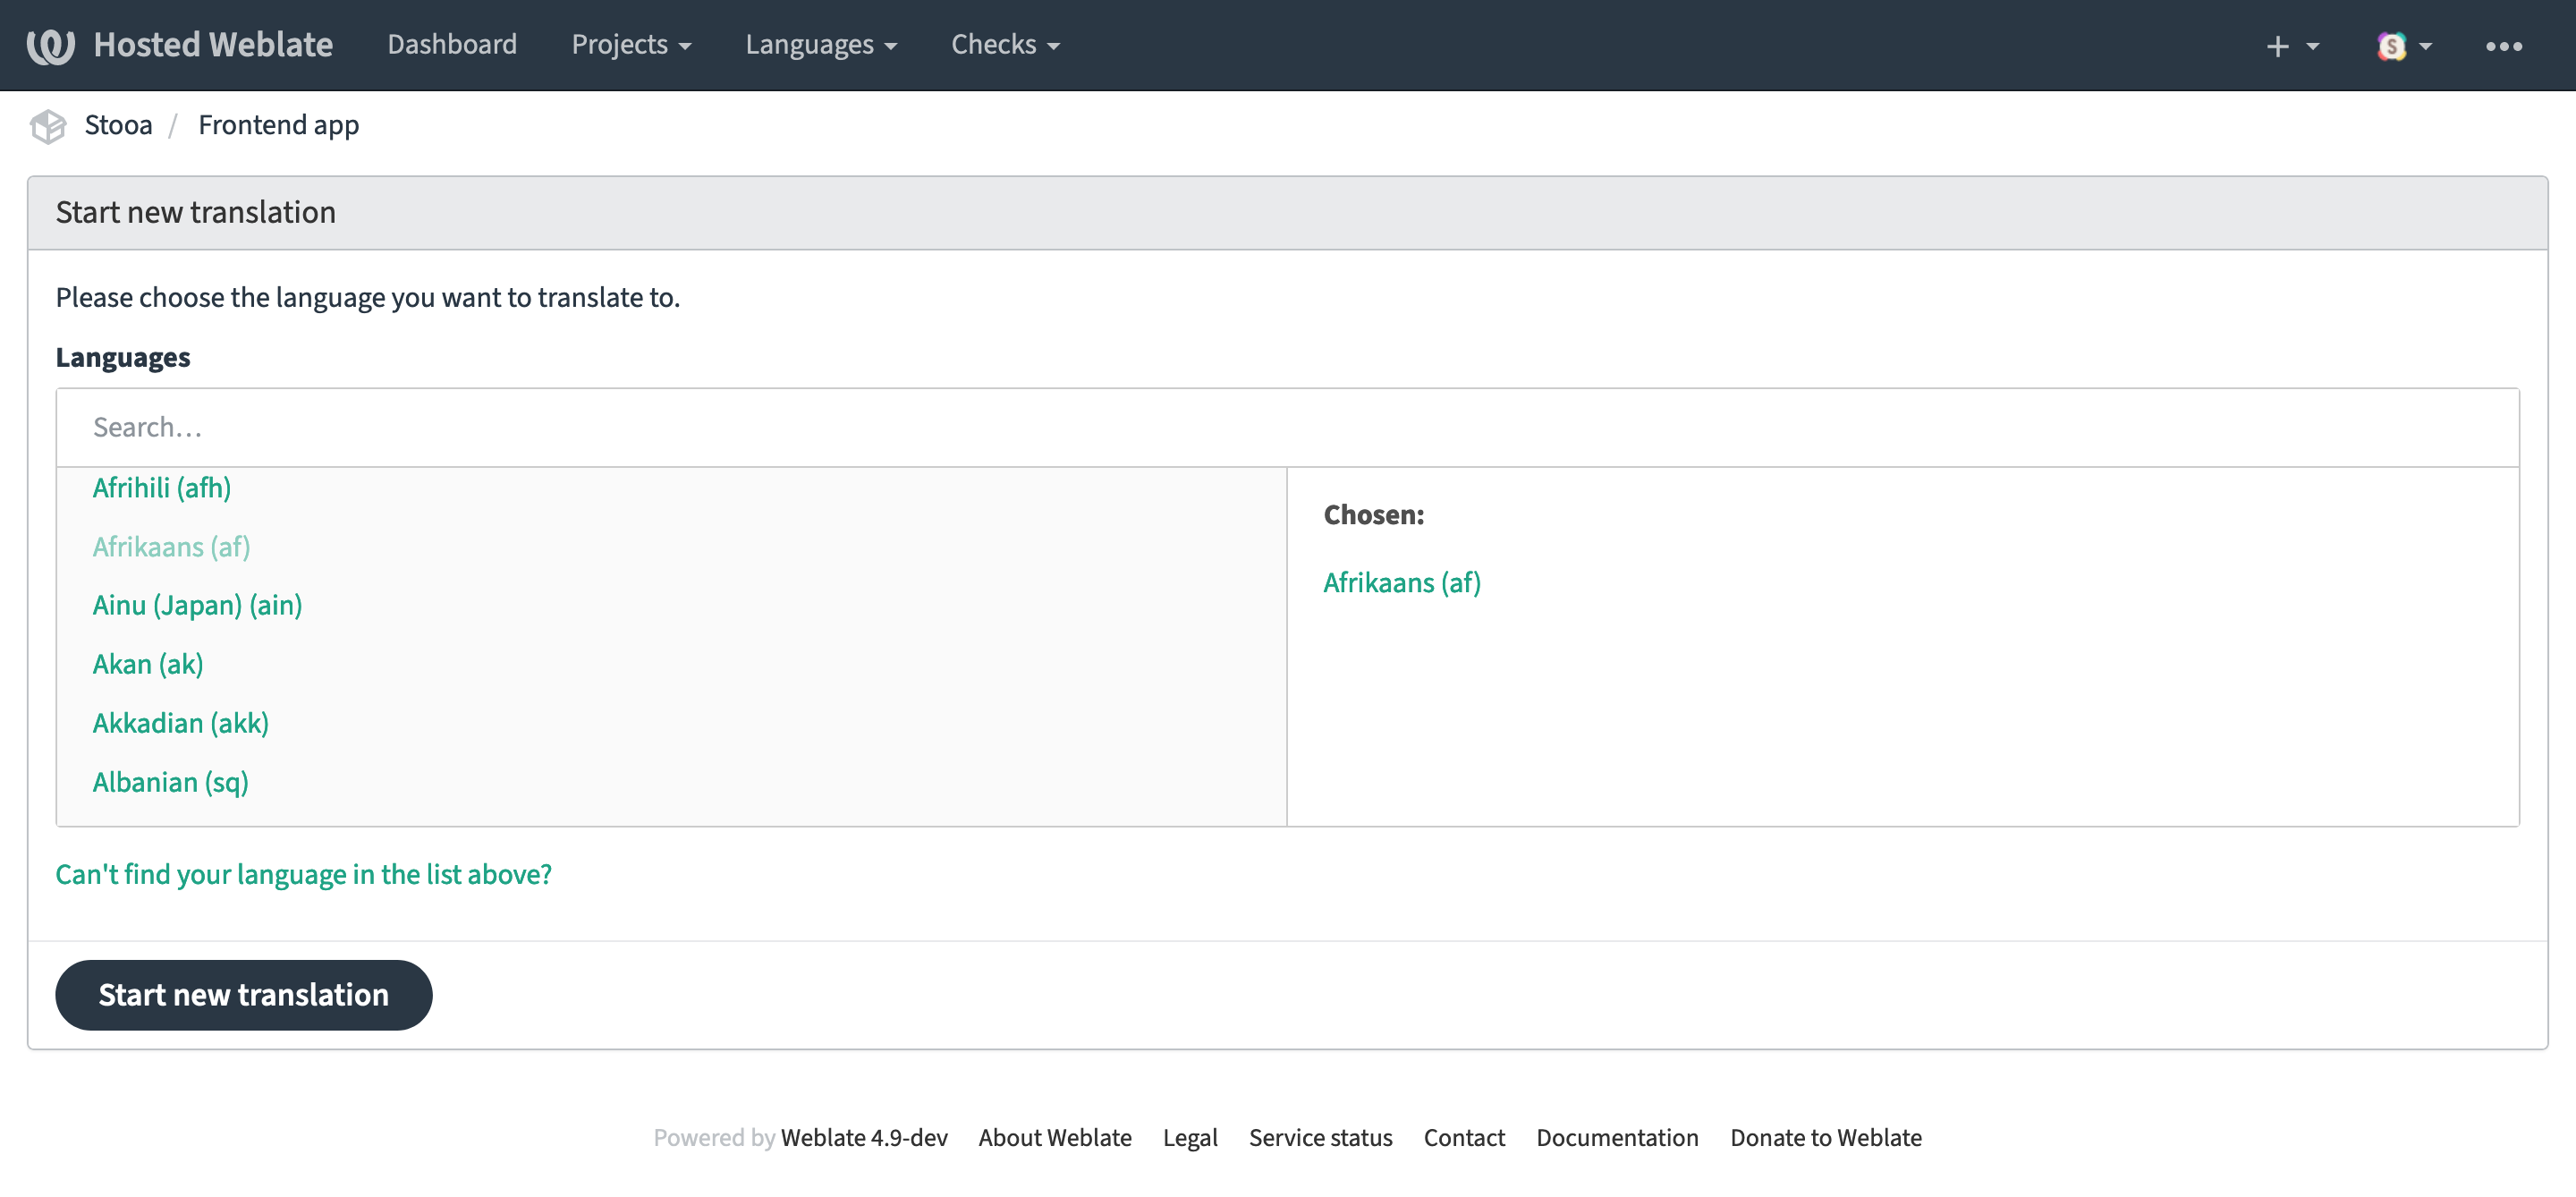 Hosted Weblate Dashboard Projects Languages Checks
S
Stooa / Frontend app
Start new translation
Please choose the language you want to translate to.
Languages
Search…
Afrihili (afh)
Afrikaans (af)
Ainu (Japan) (ain)
Akan (ak)
Akkadian (akk)
Albanian (sq)
Chosen:
Afrikaans (af)
Can't find your language in the list above?
Start new translation
Powered by Weblate 4.9-dev About Weblate Legal Service status Contact Documentation Donate to Weblate